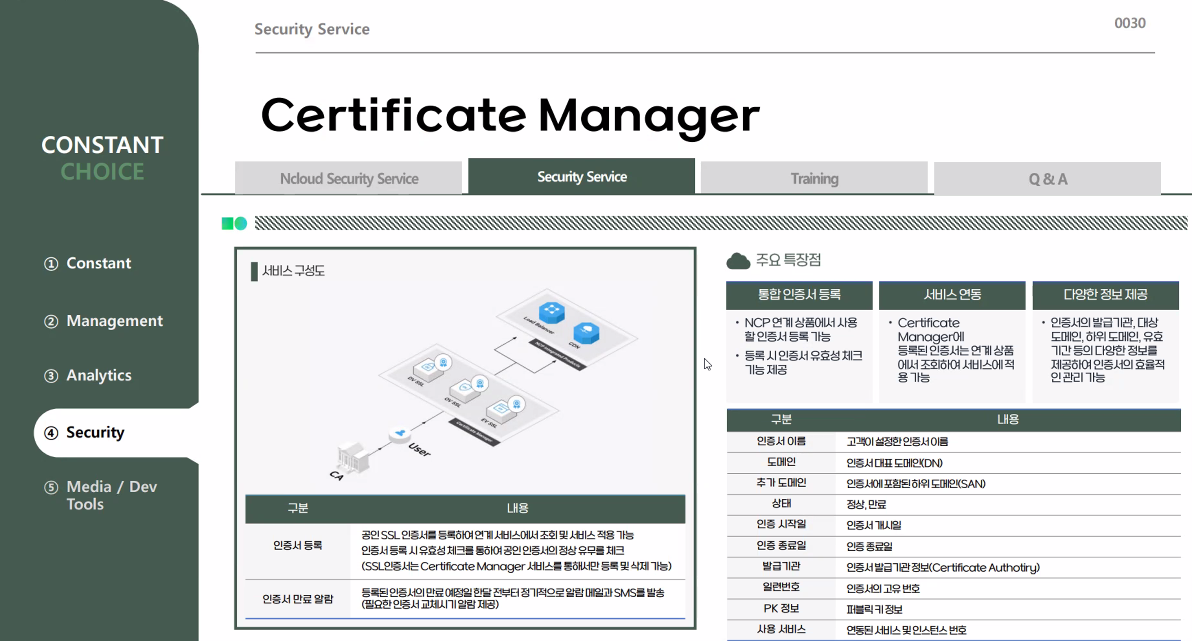 Security Service
0030
Certificate Manager
CONSTANT
CHOICE
① Constant
② Management
③ Analytics
④ Security
⑤ Media / Dev
Tools
Ncloud Security Service
Security Service
Training
Q & A
서비스 구성도
Load Balancer
CDN
NCP Integrated Products
DV SSL
OV SSL
EV SSL
Certificate Manager
User
CA
구분 내용
인증서 등록
공인 SSL 인증서를 등록하여 연계 서비스에서 조회 및 서비스 적용 가능
인증서 등록 시 유효성 체크를 통하여 공인 인증서의 정상 유무를 체크
(SSL인증서는 Certificate Manager 서비스를 통해서만 등록 및 삭제 가능)
인증서 만료 알람
등록된 인증서의 만료 예정일 한달 전부터 정기적으로 알람 메일과 SMS를 발송
(필요한 인증서 교체시기 알람 제공)
주요 특장점
통합 인증서 등록
• NCP 연계 상품에서 사용
할 인증서 등록 가능
• 등록 시 인증서 유효성 체크
기능 제공
서비스 연동
• Certificate
Manager에
등록된 인증서는 연계 상품
에서 조회하여 서비스에 적
용 가능
다양한 정보 제공
• 인증서의 발급기관, 대상
도메인, 하위 도메인, 유효
기간 등의 다양한 정보를
제공하여 인증서의 효율적
인 관리 가능
구분 내용
인증서 이름 고객이 설정한 인증서 이름
도메인 인증서 대표 도메인(DN)
추가 도메인 인증서에 포함된 하위 도메인(SAN)
상태 정상, 만료
인증 시작일 인증서 개시일
인증 종료일 인증 종료일
발급기관 인증서 발급기관 정보(Certificate Authotiry)
일련번호 인증서의 고유 번호
PK 정보 퍼블릭 키 정보
사용 서비스 연동된 서비스 및 인스턴스 번호